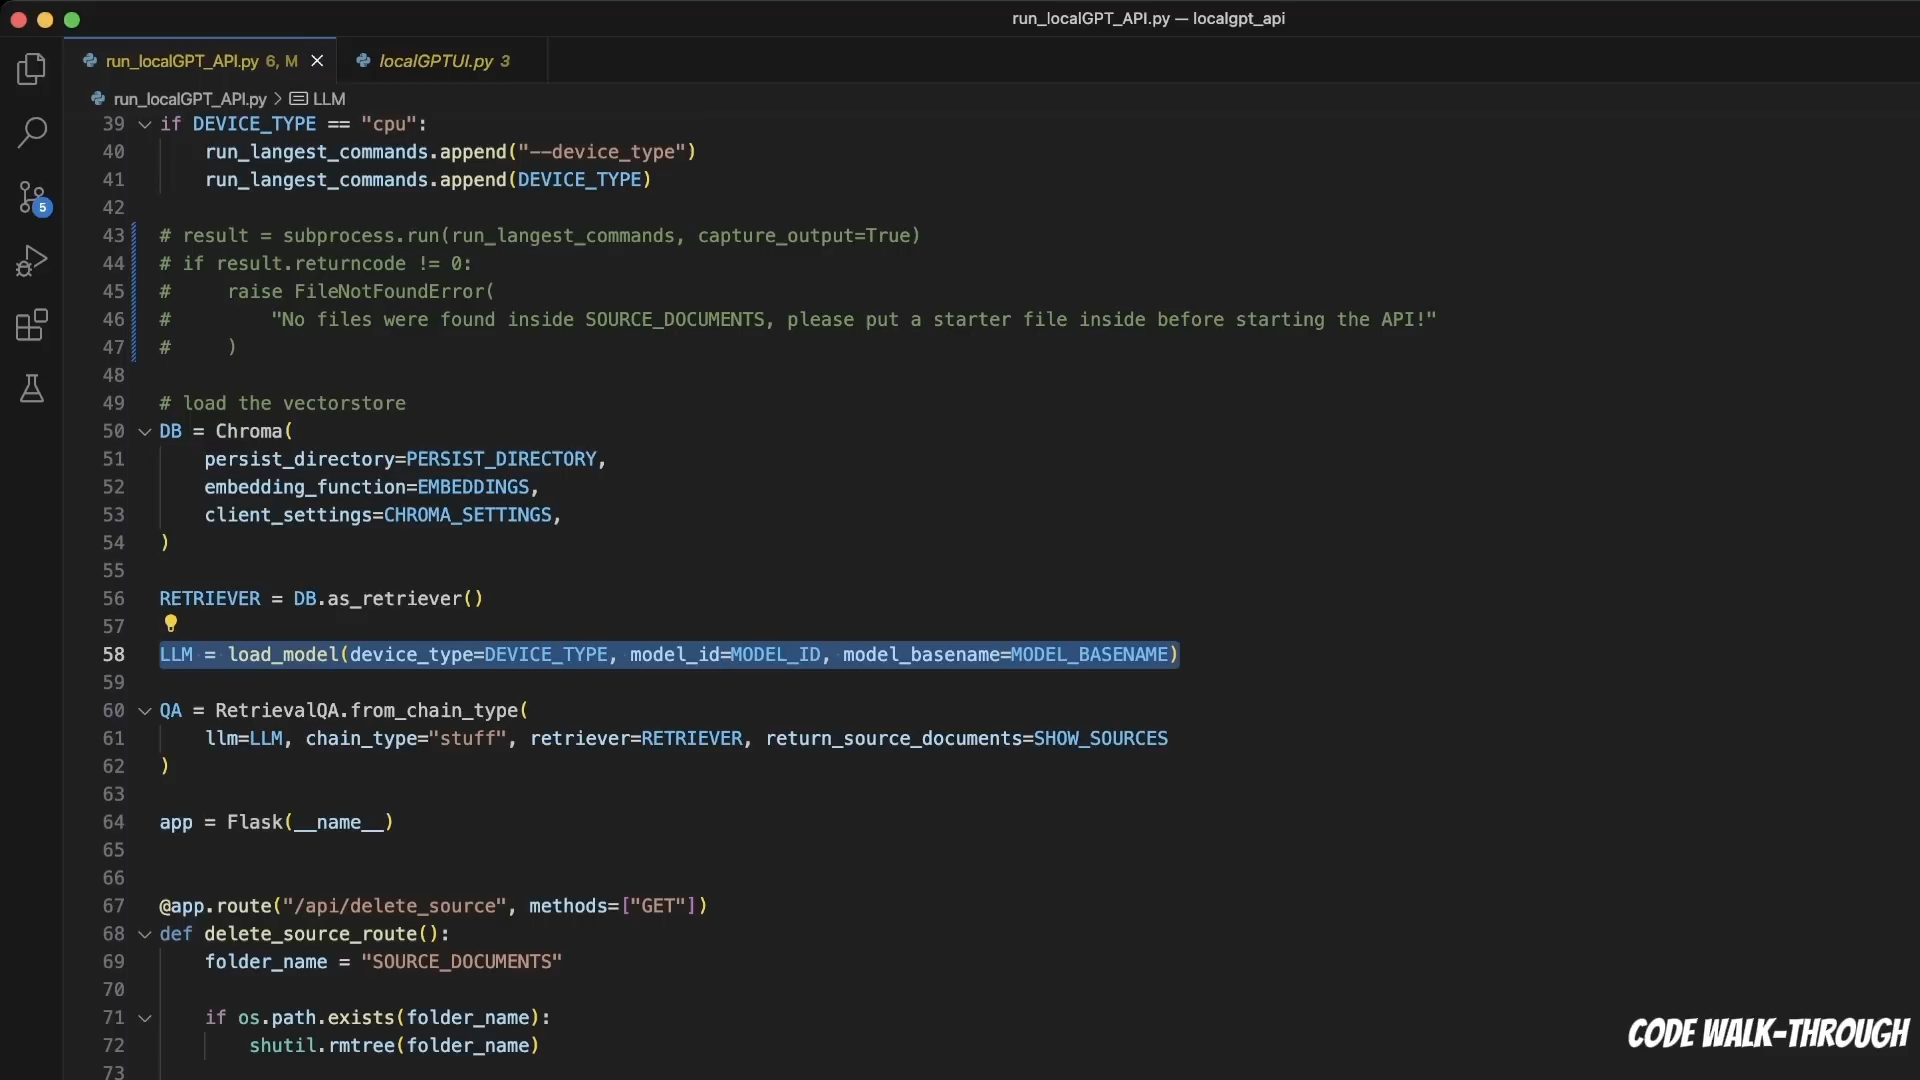 run_localGPT_API.py — localgpt_api
run_localGPT_API.py 6, M
localGPTUI.py 3
run_localGPT_API.py > LLM
5
39 if DEVICE_TYPE == "cpu":
40     run_langest_commands.append("--device_type")
41     run_langest_commands.append(DEVICE_TYPE)
42
43 # result = subprocess.run(run_langest_commands, capture_output=True)
44 # if result.returncode != 0:
45 #     raise FileNotFoundError(
46 #         "No files were found inside SOURCE_DOCUMENTS, please put a starter file inside before starting the API!"
47 #     )
48
49 # load the vectorstore
50 DB = Chroma(
51     persist_directory=PERSIST_DIRECTORY,
52     embedding_function=EMBEDDINGS,
53     client_settings=CHROMA_SETTINGS,
54 )
55
56 RETRIEVER = DB.as_retriever()
57
58 LLM = load_model(device_type=DEVICE_TYPE, model_id=MODEL_ID, model_basename=MODEL_BASENAME)
59
60 QA = RetrievalQA.from_chain_type(
61     llm=LLM, chain_type="stuff", retriever=RETRIEVER, return_source_documents=SHOW_SOURCES
62 )
63
64 app = Flask(__name__)
65
66
67 @app.route("/api/delete_source", methods=["GET"])
68 def delete_source_route():
69     folder_name = "SOURCE_DOCUMENTS"
70
71     if os.path.exists(folder_name):
72         shutil.rmtree(folder_name)
73
CODE WALK-THROUGH